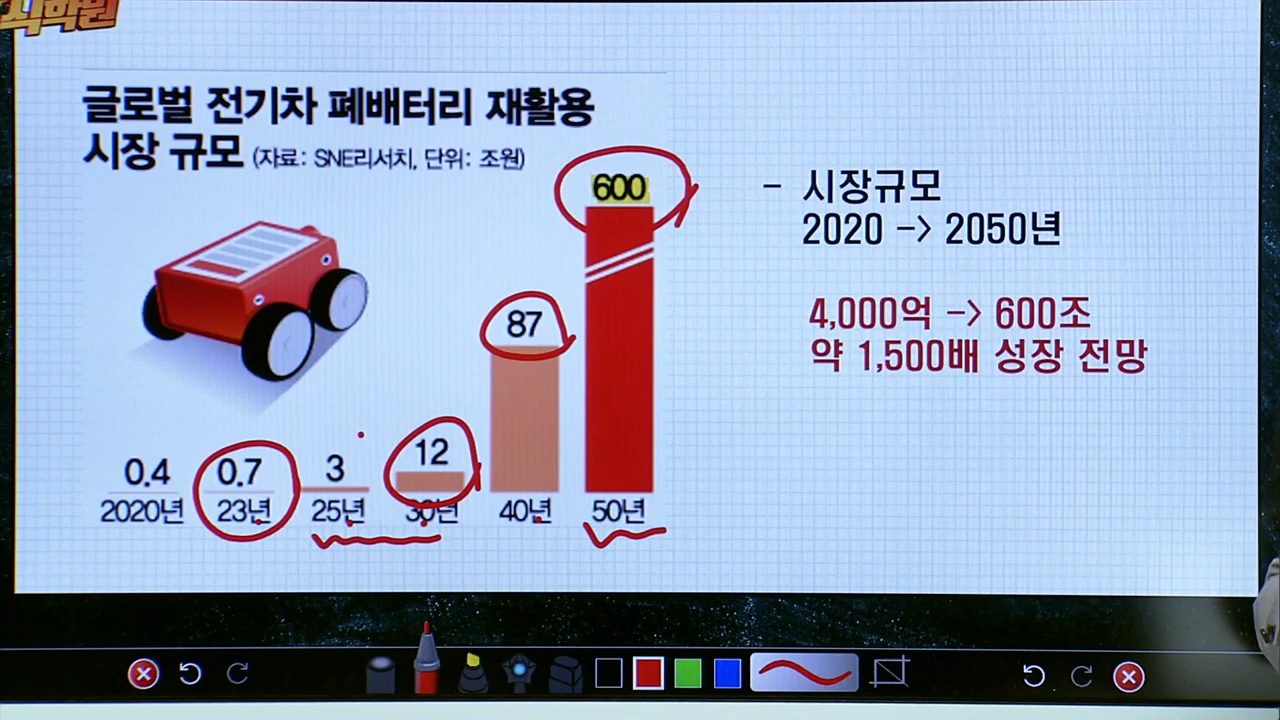 글로벌 전기차 폐배터리 재활용
시장 규모 (자료: SNE리서치, 단위: 조원)
600
87
12
3
0.7
0.4
2020년 23년 25년 30년 40년 50년
- 시장규모
2020 -> 2050년
4,000억 -> 600조
약 1,500배 성장 전망